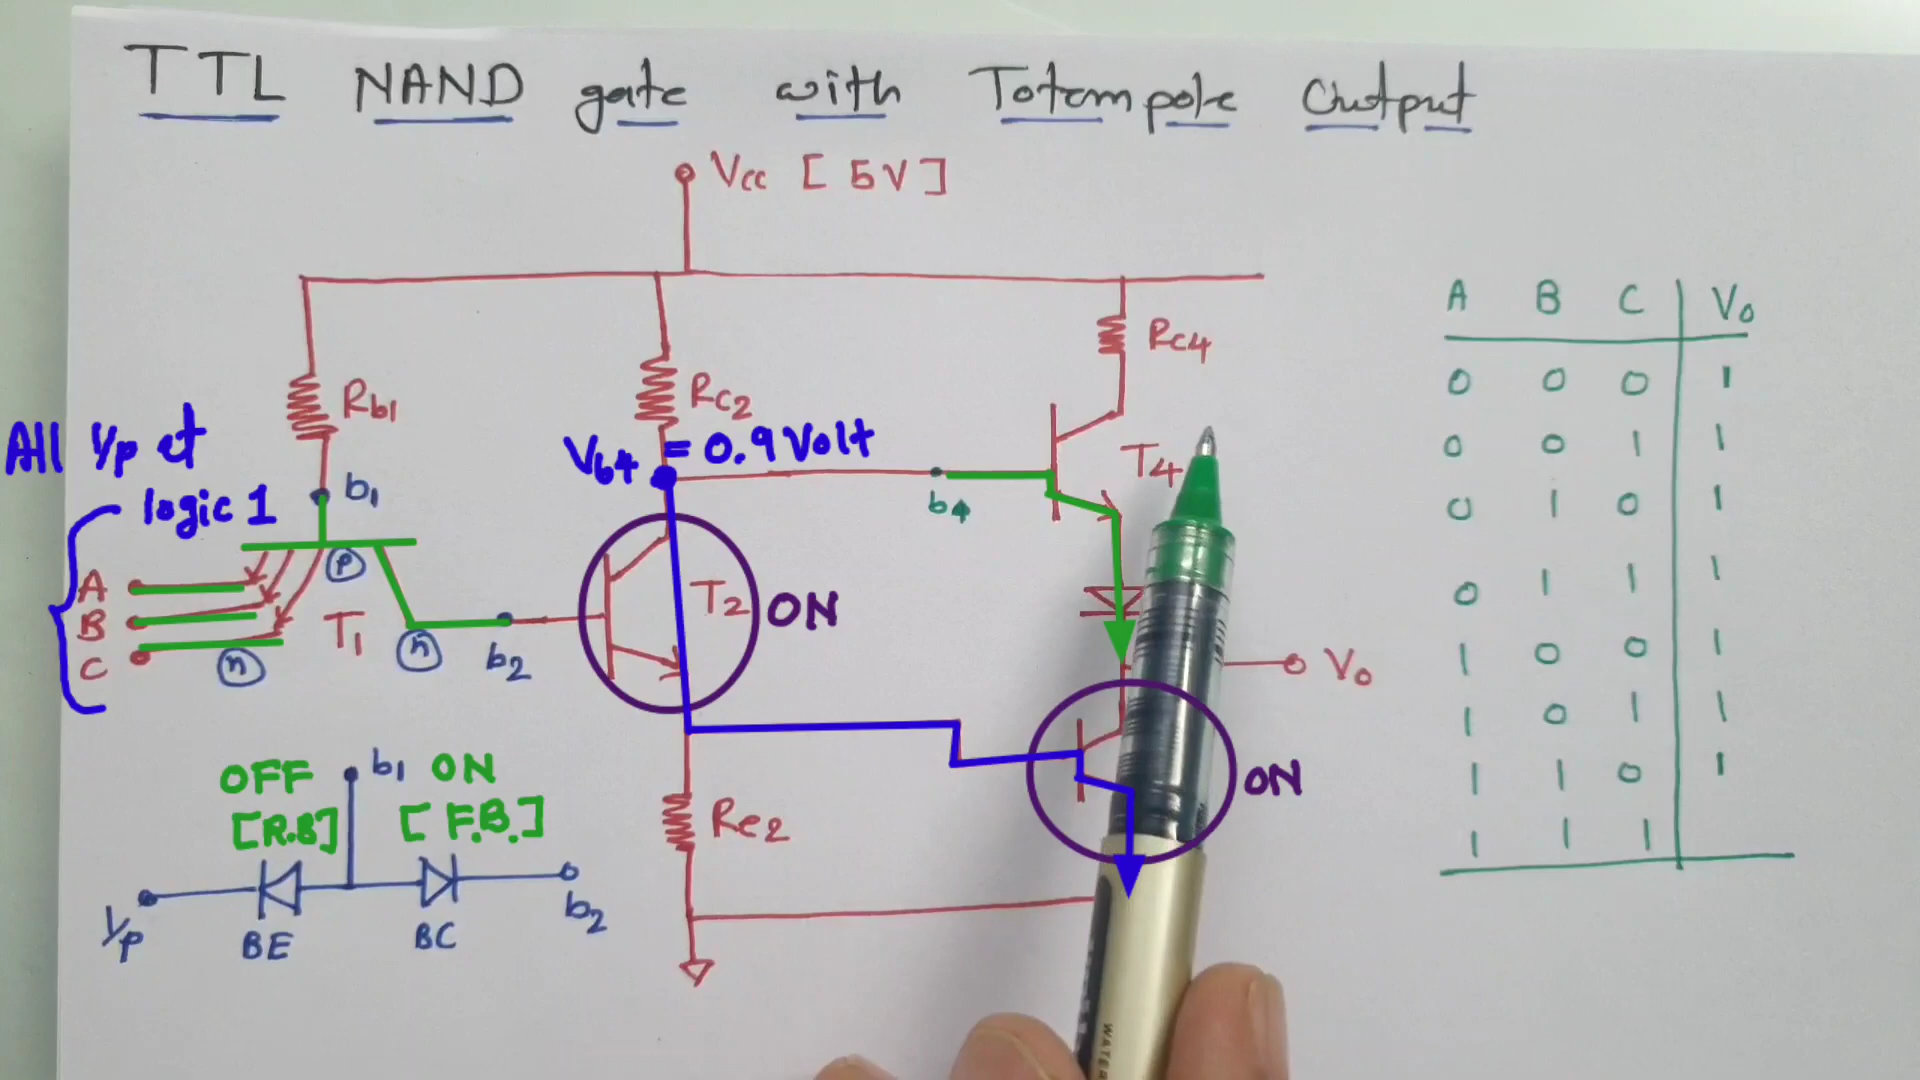 TTL NAND gate with Totempole Output
Vcc [ 5V ]
Rb1
Rc2
Rc4
All I/p at
logic 1
Vb4 = 0.9 Volt
b1
b4
T4
A
B
C
p
n
T1
n
b2
T2
ON
Vo
OFF
[R.B]
b1
ON
[ F.B. ]
Re2
ON
I/p
BE
BC
b2
A B C Vo
0 0 0 1
0 0 1 1
0 1 0 1
0 1 1 1
1 0 0 1
1 0 1 1
1 1 0 1
1 1 1